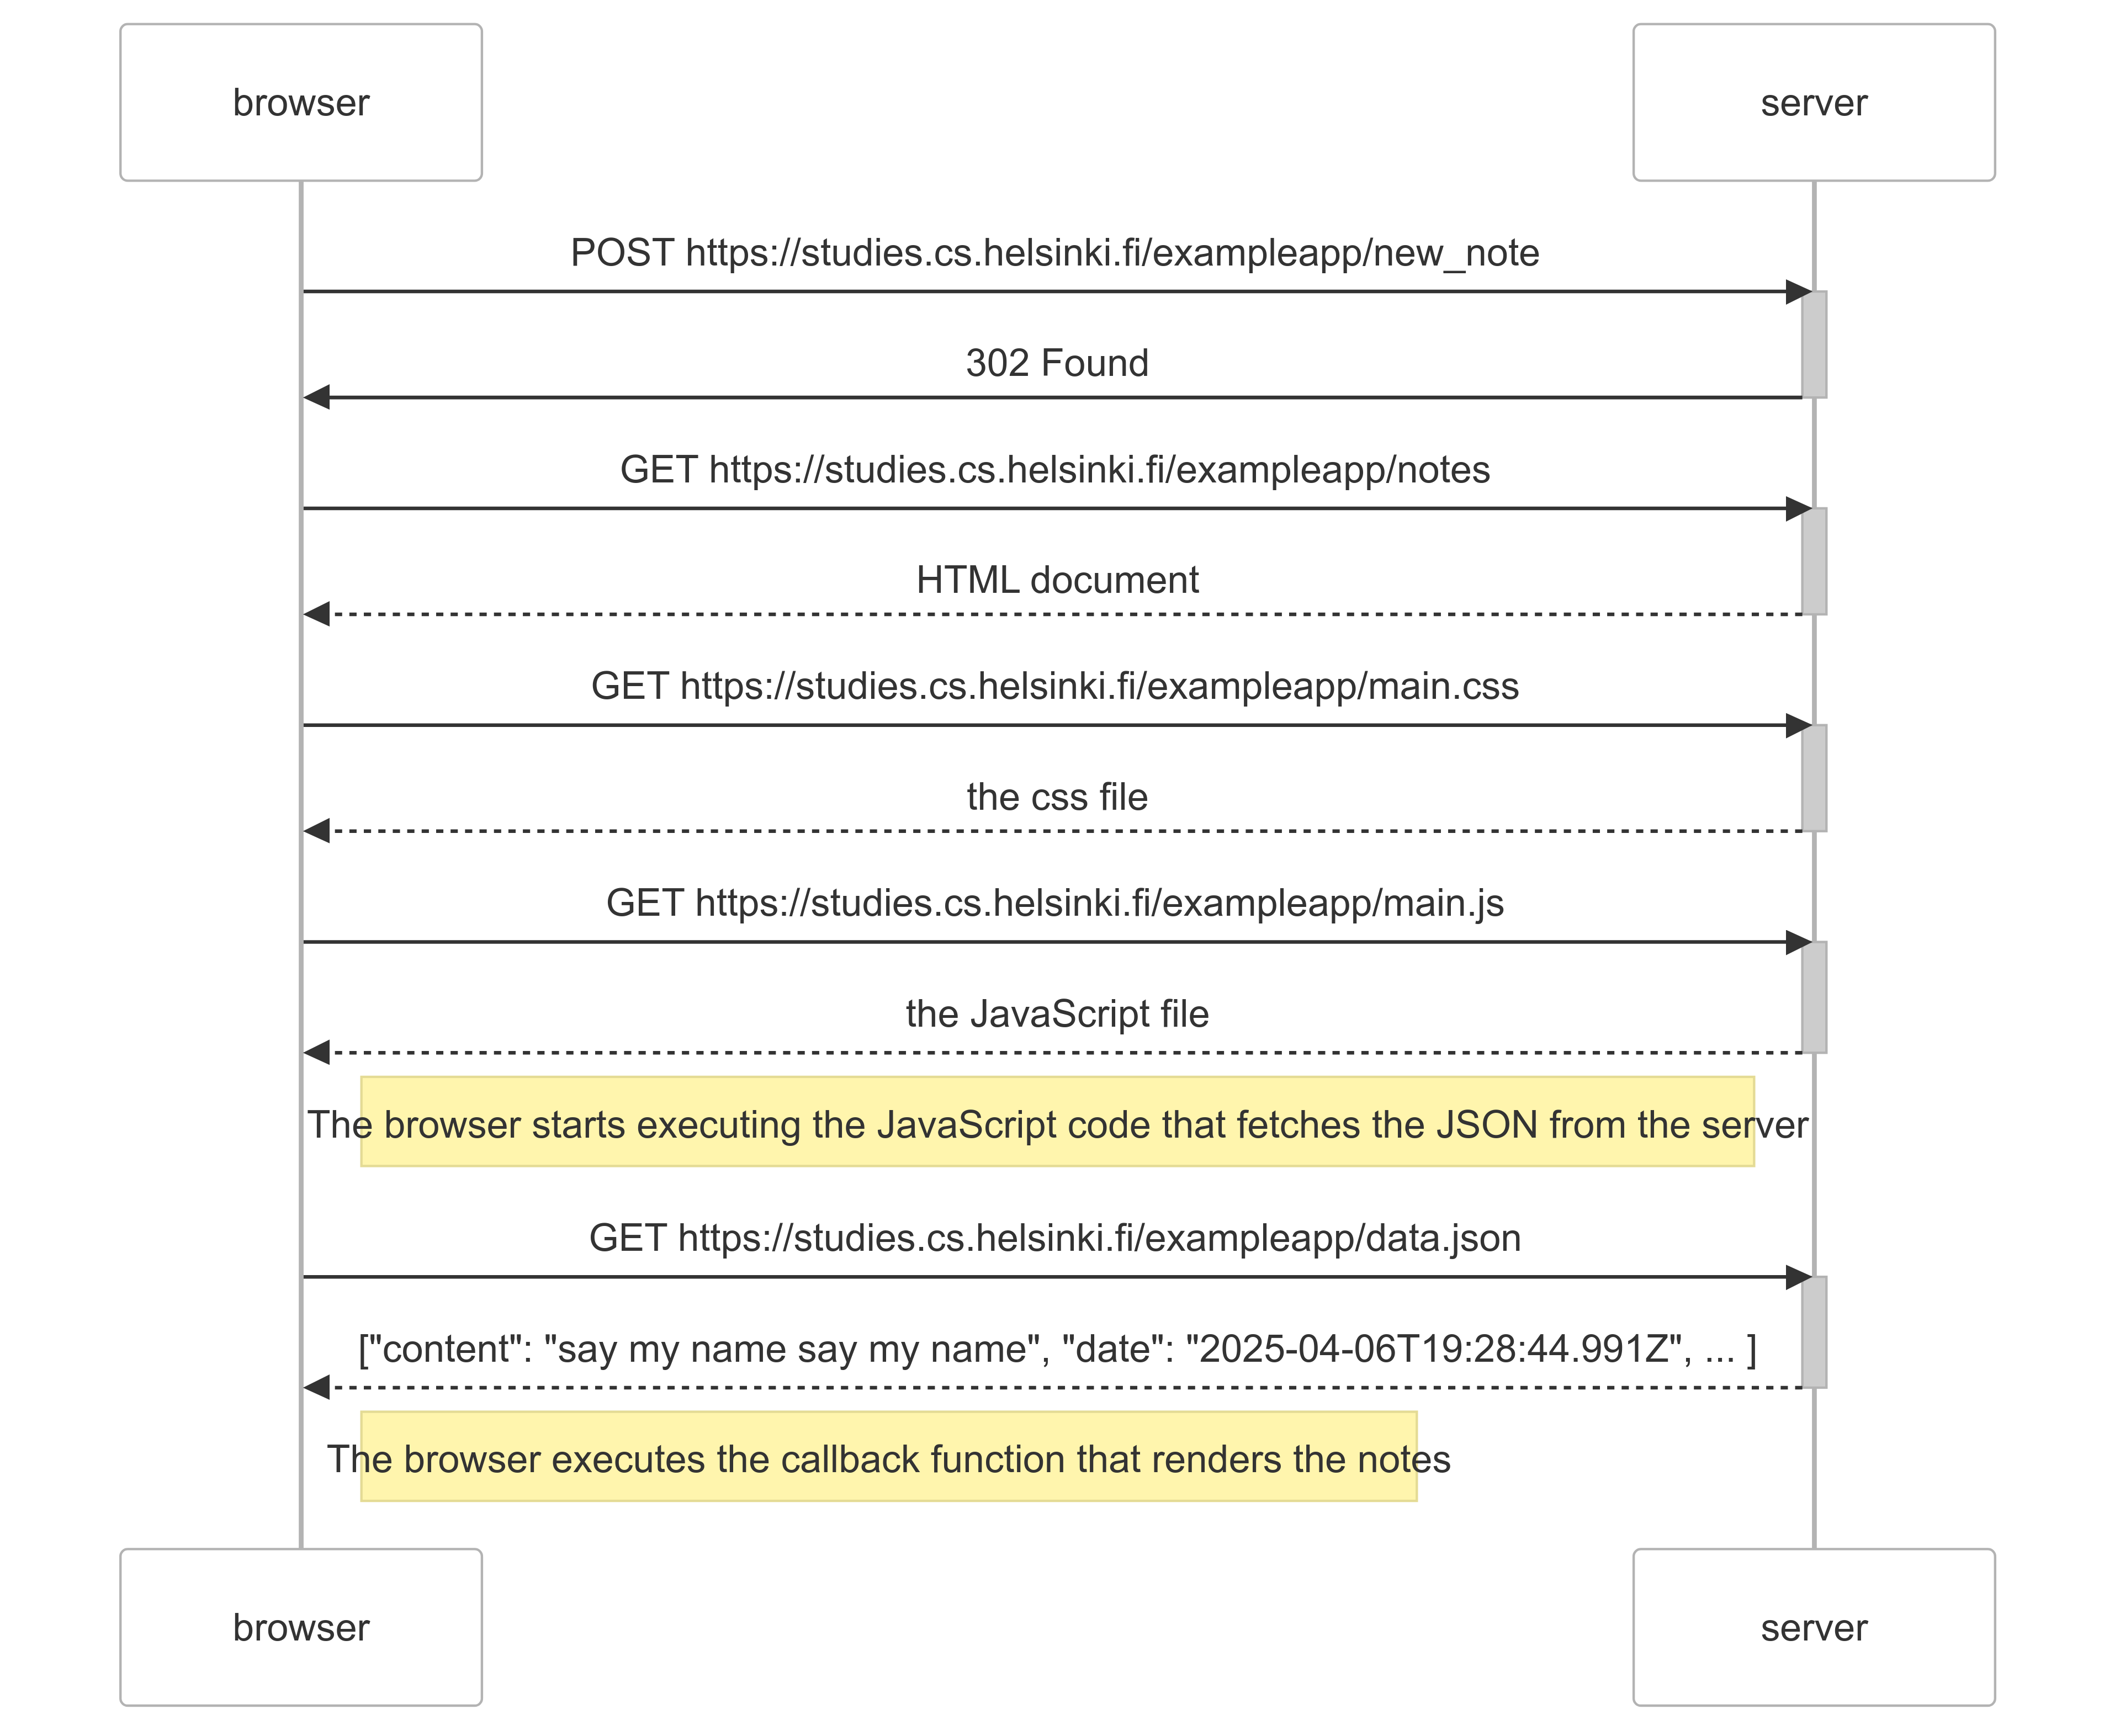 browser
server
POST https://studies.cs.helsinki.fi/exampleapp/new_note
302 Found
GET https://studies.cs.helsinki.fi/exampleapp/notes
HTML document
GET https://studies.cs.helsinki.fi/exampleapp/main.css
the css file
GET https://studies.cs.helsinki.fi/exampleapp/main.js
the JavaScript file
The browser starts executing the JavaScript code that fetches the JSON from the server
GET https://studies.cs.helsinki.fi/exampleapp/data.json
["content": "say my name say my name", "date": "2025-04-06T19:28:44.991Z", ... ]
The browser executes the callback function that renders the notes
browser
server